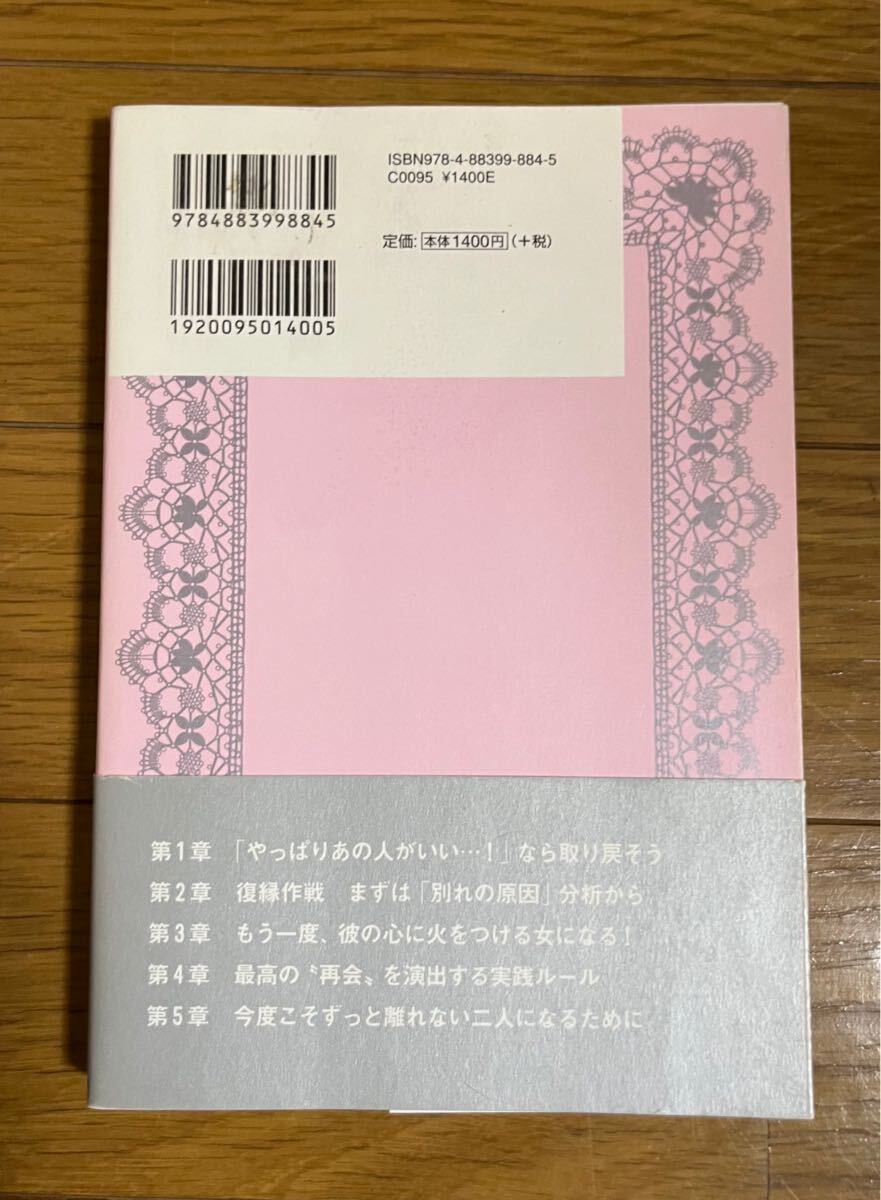 ISBN978-4-88399-884-5
C0095 ¥1400E
9784883998845
定価: 本体1400円 (+税)
1920095014005
第1章 「やっぱりあの人がいい…!」なら取り戻そう
第2章 復縁作戦 まずは「別れの原因」分析から
第3章 もう一度、彼の心に火をつける女になる!
第4章 最高の〝再会〟を演出する実践ルール
第5章 今度こそずっと離れない二人になるために